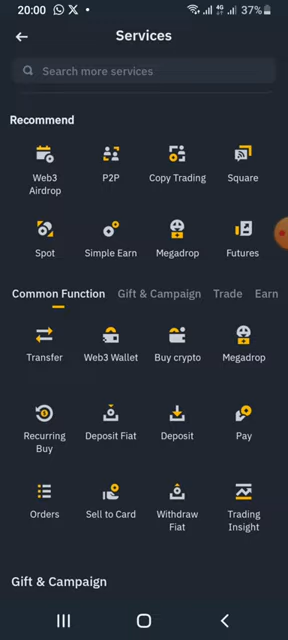 20:00 4G 37%
Services
Search more services
Recommend
Web3 Airdrop P2P Copy Trading Square
Spot Simple Earn Megadrop Futures
Common Function Gift & Campaign Trade Earn
Transfer Web3 Wallet Buy crypto Megadrop
Recurring Buy Deposit Fiat Deposit Pay
Orders Sell to Card Withdraw Fiat Trading Insight
Gift & Campaign